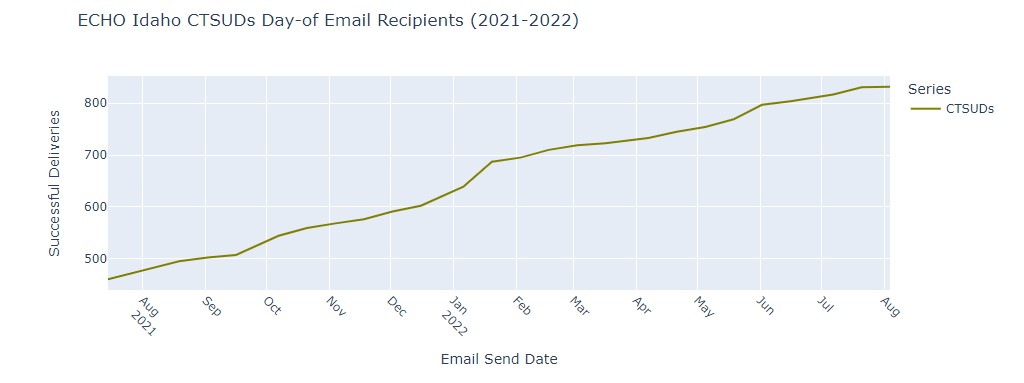 ECHO Idaho CTSUDs Day-of Email Recipients (2021-2022)
Successful Deliveries
800
700
600
500
Aug
2021
Sep
Oct
Nov
Dec
Jan
2022
Feb
Mar
Apr
May
Jun
Jul
Aug
Email Send Date
Series
CTSUDs